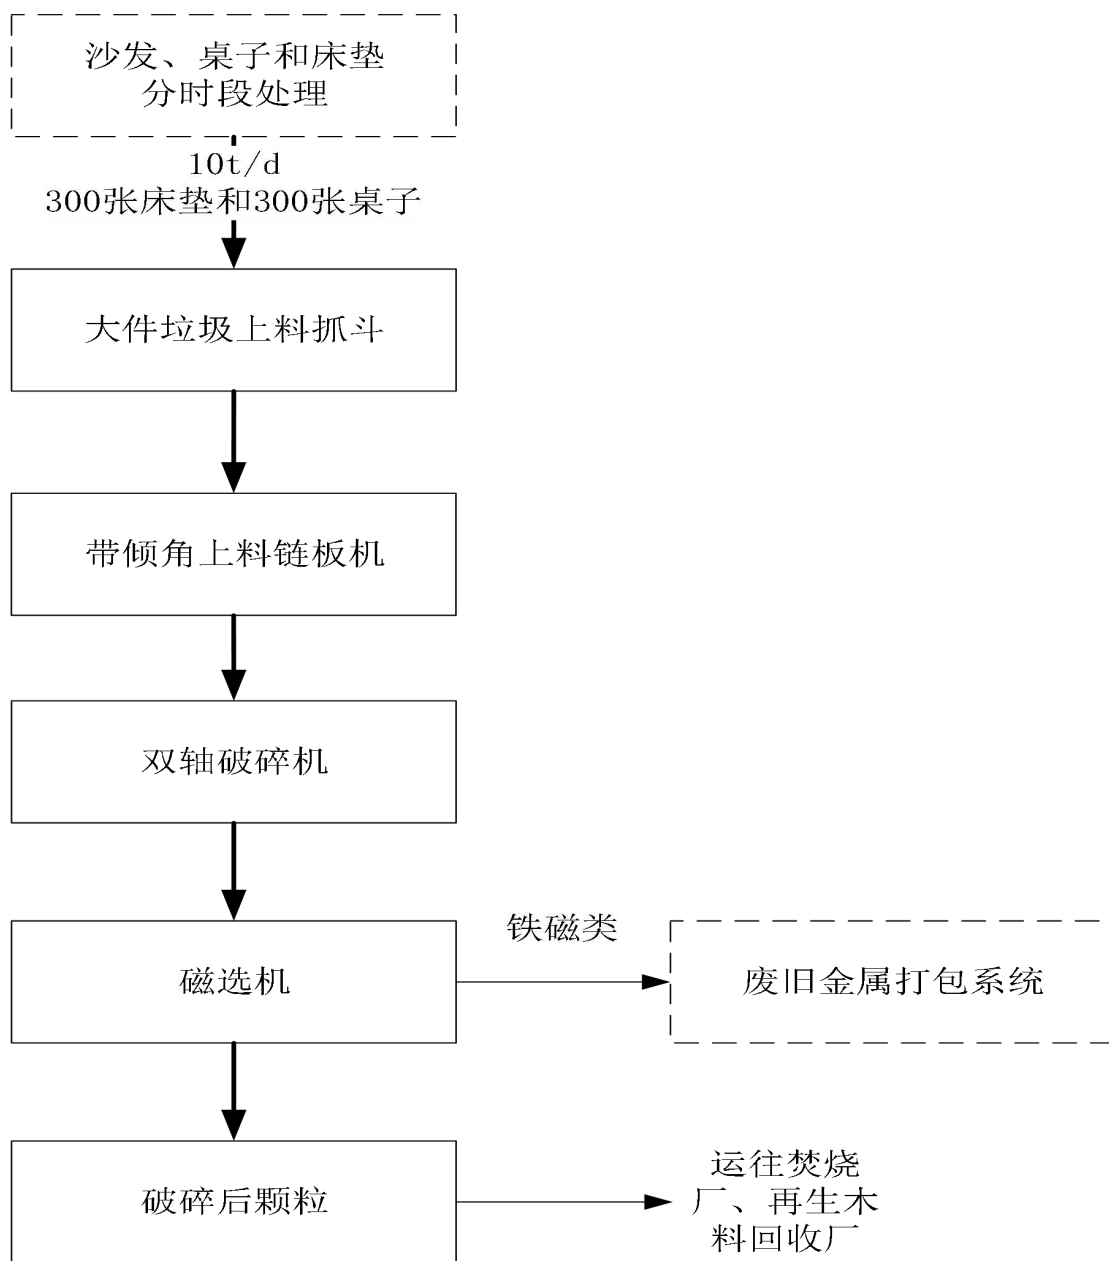 沙发、桌子和床垫
分时段处理
10t/d
300张床垫和300张桌子
大件垃圾上料抓斗
带倾角上料链板机
双轴破碎机
磁选机
铁磁类
废旧金属打包系统
破碎后颗粒
运往焚烧
厂、再生木
料回收厂